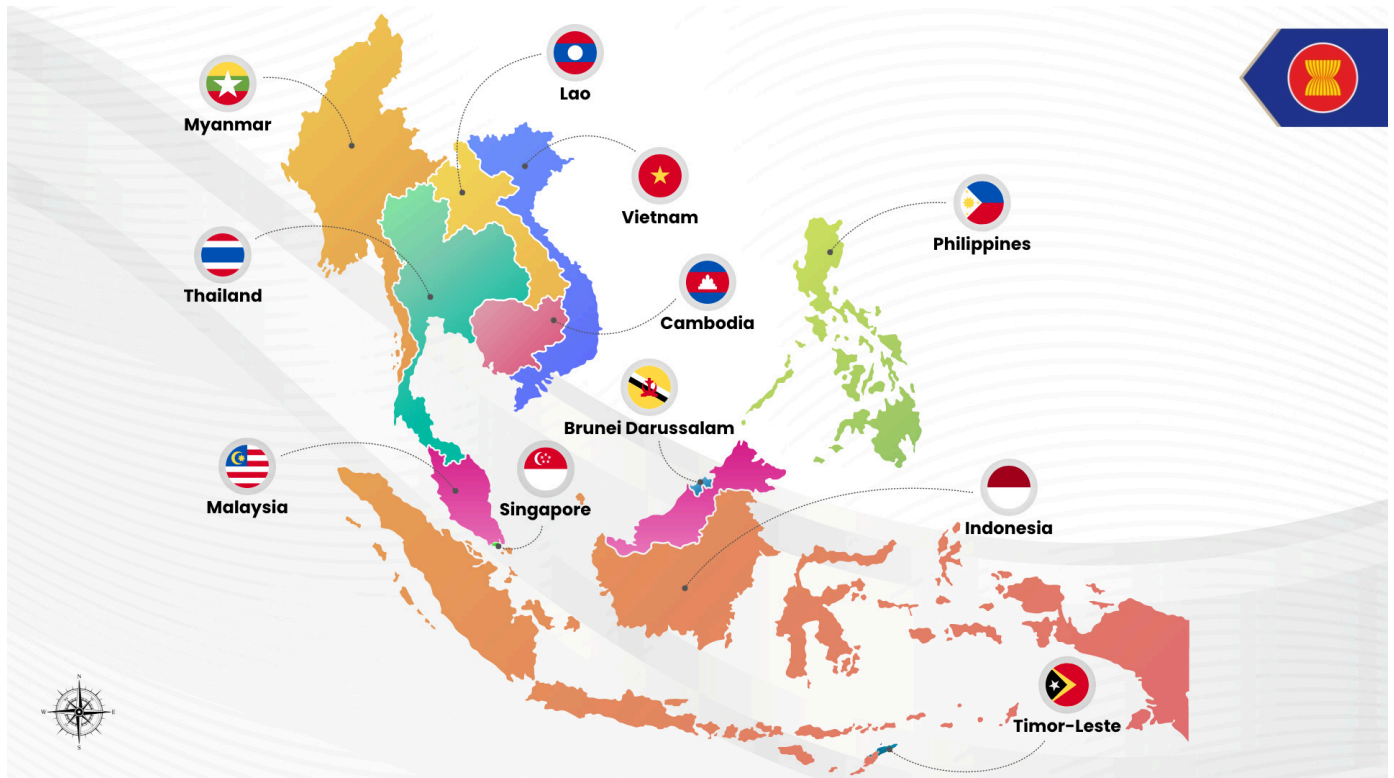 Lao
Myanmar
Vietnam
Philippines
Thailand
Cambodia
Brunei Darussalam
Malaysia
Singapore
Indonesia
Timor-Leste
N
W
E
S